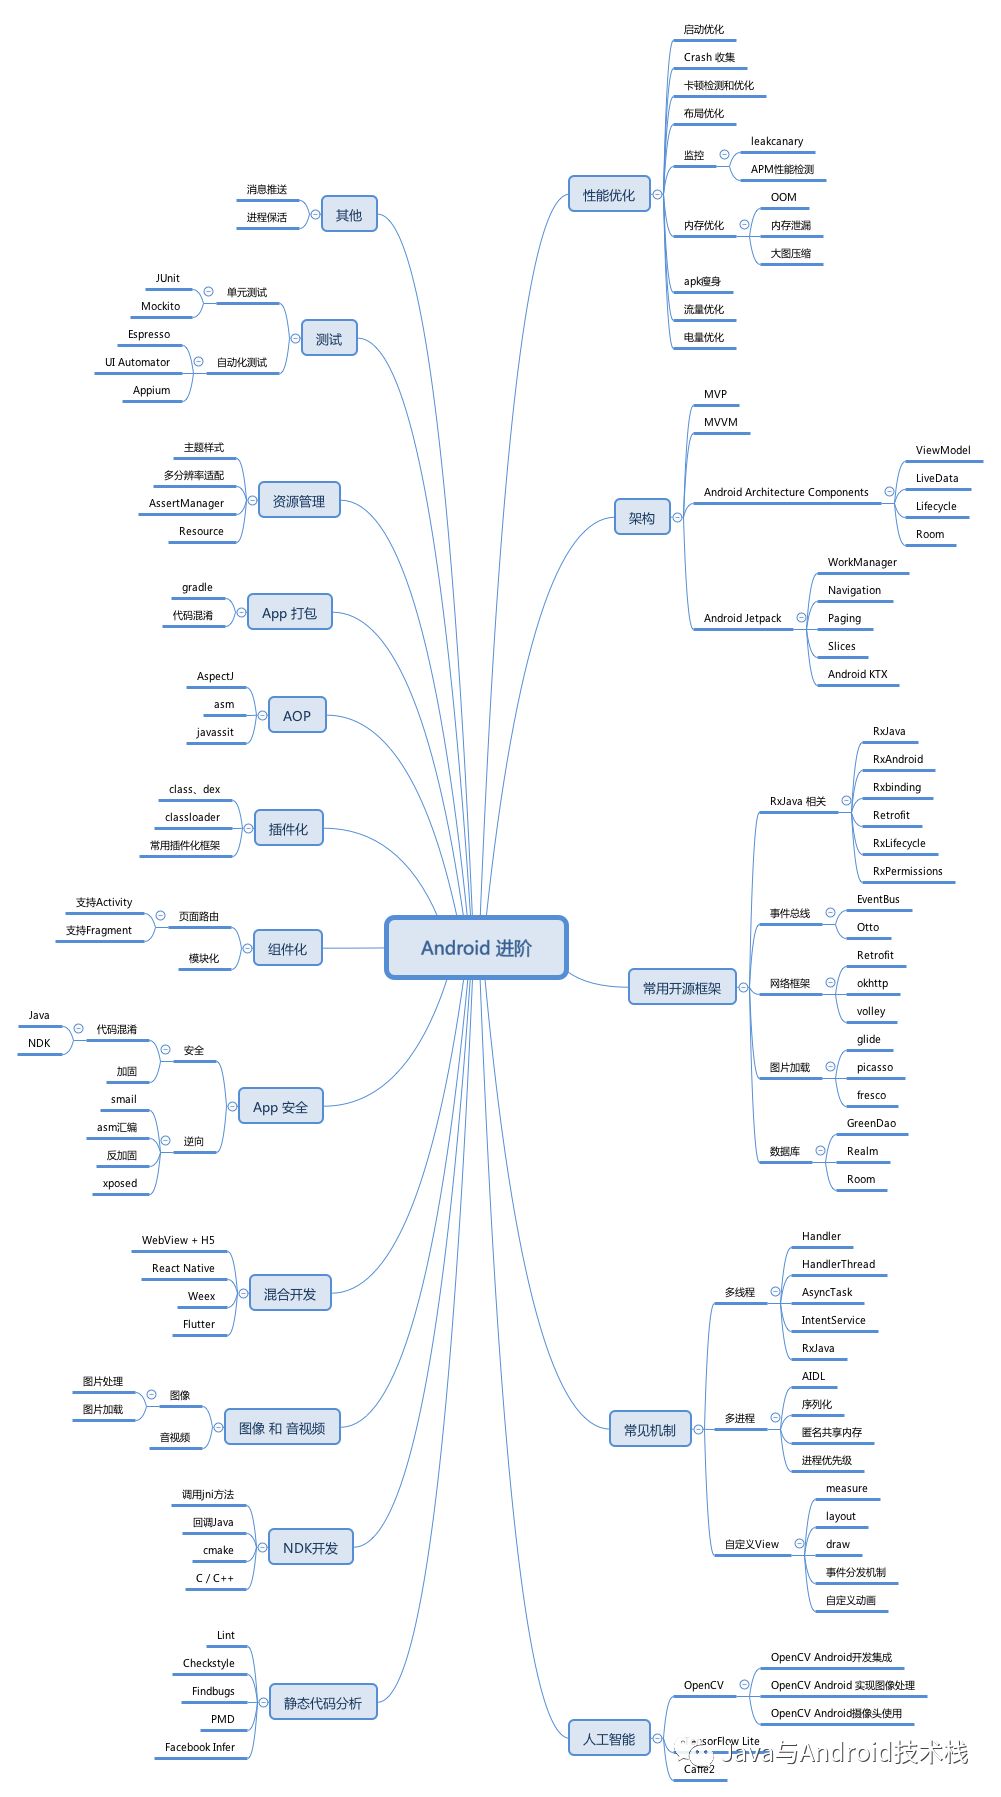 Android 进阶
性能优化
启动优化
Crash 收集
卡顿检测和优化
布局优化
监控
leakcanary
APM性能检测
内存优化
OOM
内存泄漏
大图压缩
apk瘦身
流量优化
电量优化
架构
MVP
MVVM
Android Architecture Components
ViewModel
LiveData
Lifecycle
Room
Android Jetpack
WorkManager
Navigation
Paging
Slices
Android KTX
常用开源框架
RxJava 相关
RxJava
RxAndroid
Rxbinding
Retrofit
RxLifecycle
RxPermissions
事件总线
EventBus
Otto
网络框架
Retrofit
okhttp
volley
图片加载
glide
picasso
fresco
数据库
GreenDao
Realm
Room
常见机制
多线程
Handler
HandlerThread
AsyncTask
IntentService
RxJava
多进程
AIDL
序列化
匿名共享内存
进程优先级
自定义View
measure
layout
draw
事件分发机制
自定义动画
人工智能
OpenCV
OpenCV Android开发集成
OpenCV Android 实现图像处理
OpenCV Android摄像头使用
Lite
Caffe2
其他
消息推送
进程保活
测试
单元测试
JUnit
Mockito
自动化测试
Espresso
UI Automator
Appium
资源管理
主题样式
多分辨率适配
AssertManager
Resource
App 打包
gradle
代码混淆
AOP
AspectJ
asm
javassit
插件化
class、dex
classloader
常用插件化框架
组件化
页面路由
支持Activity
支持Fragment
模块化
App 安全
安全
代码混淆
Java
NDK
加固
逆向
smail
asm汇编
反加固
xposed
混合开发
WebView + H5
React Native
Weex
Flutter
图像 和 音视频
图像
图片处理
图片加载
音视频
NDK开发
调用jni方法
回调Java
cmake
C / C++
静态代码分析
Lint
Checkstyle
Findbugs
PMD
Facebook Infer
Java与Android技术栈